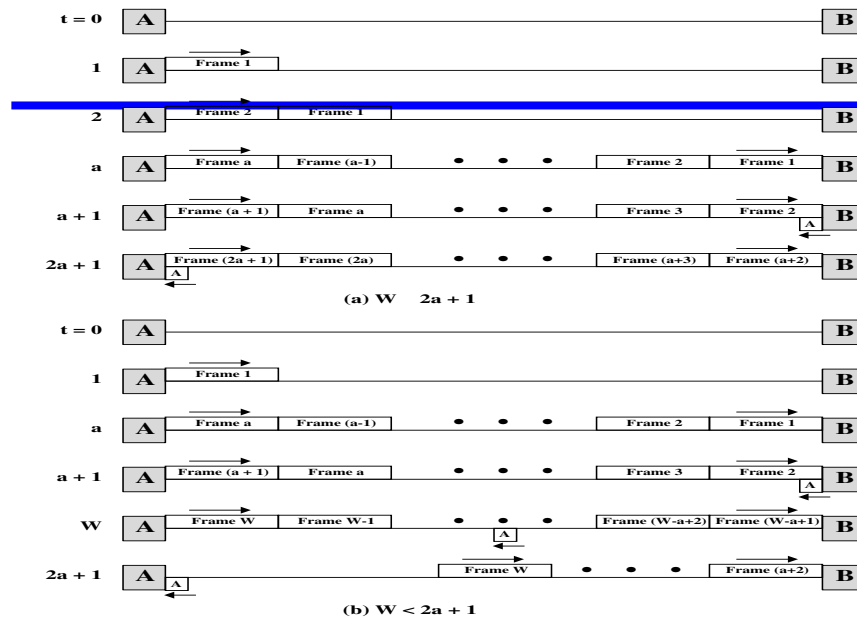 t = 0 A B
1 A Frame 1 B
2 A Frame 2 Frame 1 B
a A Frame a Frame (a-1) • • • Frame 2 Frame 1 B
a + 1 A Frame (a + 1) Frame a • • • Frame 3 Frame 2 A B
2a + 1 A A Frame (2a + 1) Frame (2a) • • • Frame (a+3) Frame (a+2) B
(a) W 2a + 1
t = 0 A B
1 A Frame 1 B
a A Frame a Frame (a-1) • • • Frame 2 Frame 1 B
a + 1 A Frame (a + 1) Frame a • • • Frame 3 Frame 2 A B
W A Frame W Frame W-1 • • • A Frame (W-a+2) Frame (W-a+1) B
2a + 1 A A Frame W • • • Frame (a+2) B
(b) W < 2a + 1